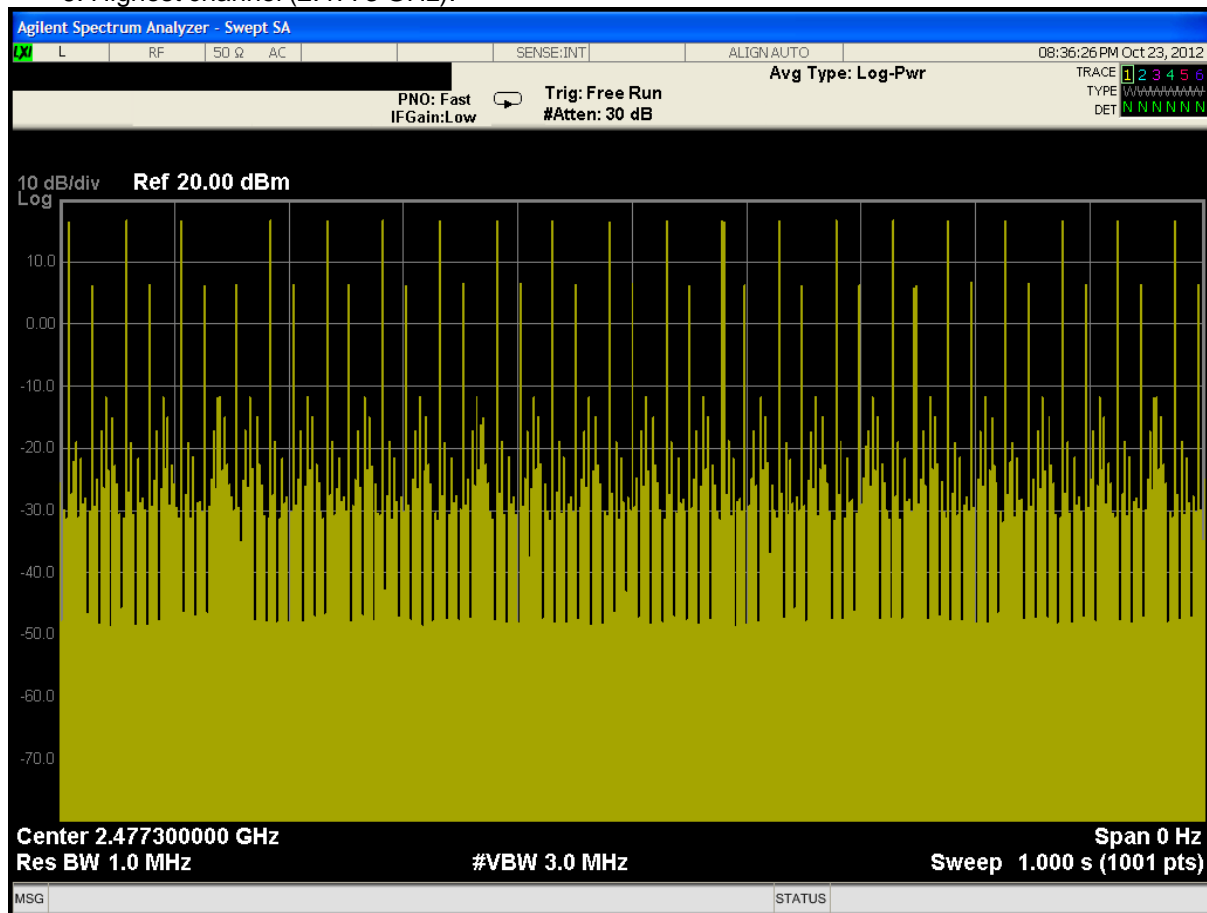 Agilent Spectrum Analyzer - Swept SA
LXI L RF 50 Ω AC SENSE:INT ALIGN AUTO 08:36:26 PM Oct 23, 2012
Avg Type: Log-Pwr TRACE 1 2 3 4 5 6
PNO: Fast Trig: Free Run TYPE WWWWWW
IFGain:Low #Atten: 30 dB DET N N N N N N
10 dB/div Ref 20.00 dBm
Log
10.0
0.00
-10.0
-20.0
-30.0
-40.0
-50.0
-60.0
-70.0
Center 2.477300000 GHz Span 0 Hz
Res BW 1.0 MHz #VBW 3.0 MHz Sweep 1.000 s (1001 pts)
MSG STATUS